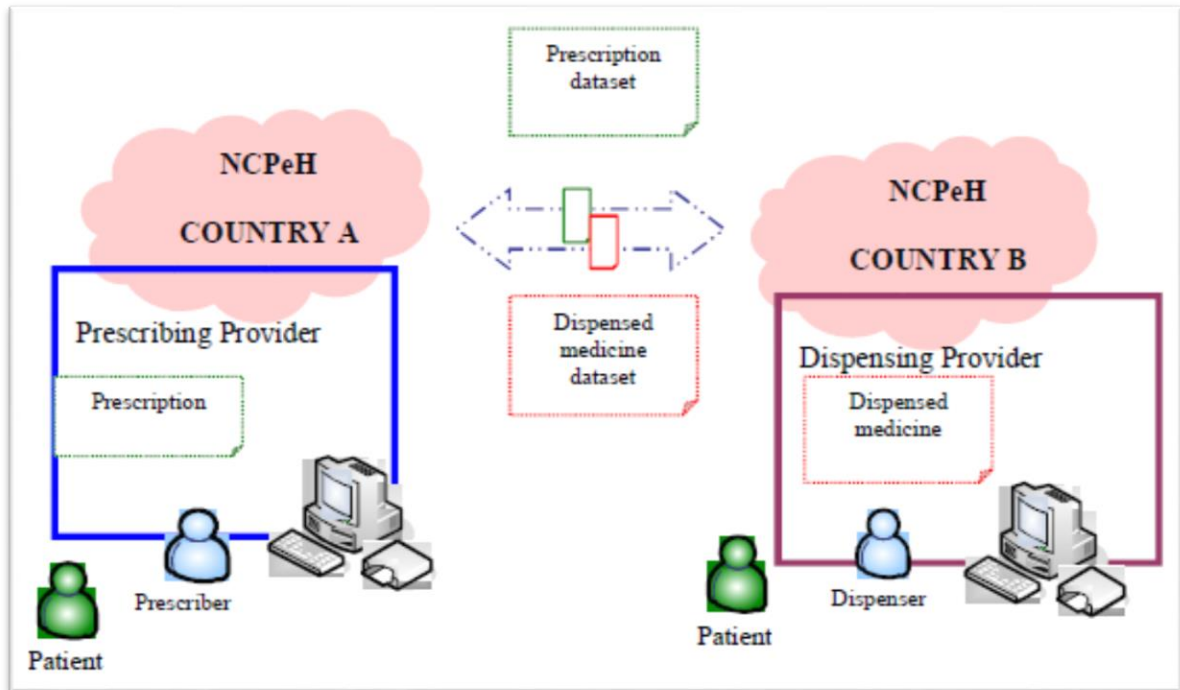 Prescription
dataset
NCPeH
COUNTRY A
NCPeH
COUNTRY B
Prescribing Provider
Prescription
Dispensed
medicine
dataset
Dispensing Provider
Dispensed
medicine
Prescriber
Patient
Dispenser
Patient